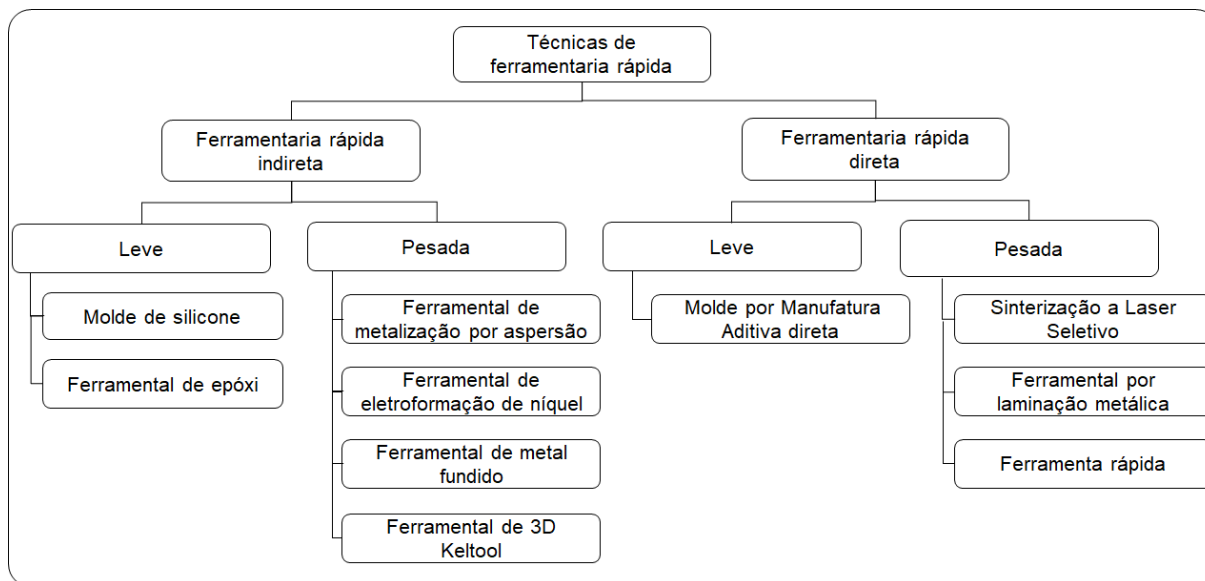 Técnicas de
ferramentaria rápida
Ferramentaria rápida
indireta
Ferramentaria rápida
direta
Leve
Pesada
Leve
Pesada
Molde de silicone
Ferramental de epóxi
Ferramental de
metalização por aspersão
Ferramental de
eletroformação de níquel
Ferramental de metal
fundido
Ferramental de 3D
Keltool
Molde por Manufatura
Aditiva direta
Sinterização a Laser
Seletivo
Ferramental por
laminação metálica
Ferramenta rápida